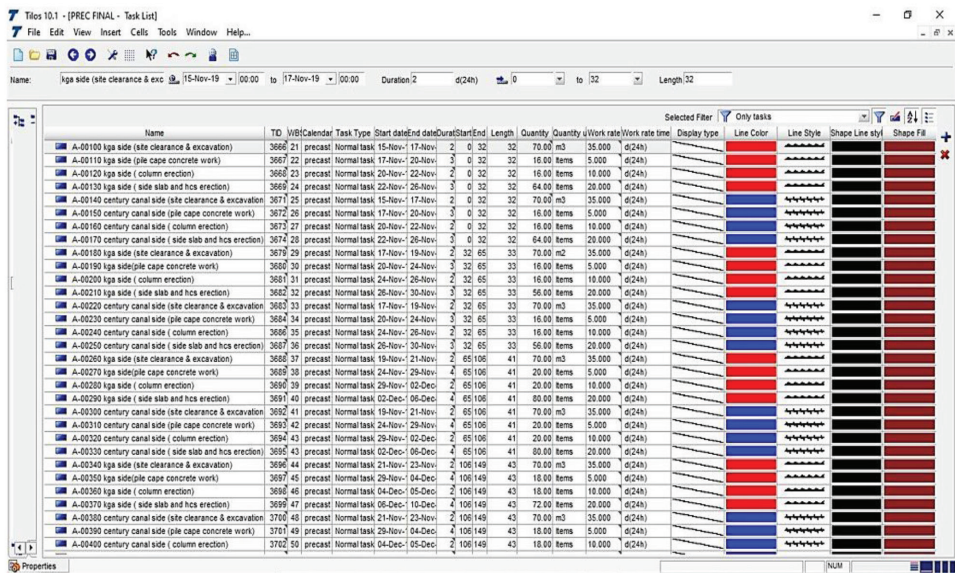 Tilos 10.1 - [PREC FINAL - Task List]
File Edit View Insert Cells Tools Window Help...
Name: kga side (site clearance & exc 15-Nov-19 00:00 to 17-Nov-19 00:00 Duration 2 d(24h) 0 to 32 Length 32
Selected Filter Only tasks
Name TID WBS Calendar Task Type Start date End date Durat Start End Length Quantity Quantity u Work rate Work rate time Display type Line Color Line Style Shape Line styl Shape Fill
A-00100 kga side (site clearance & excavation) 3666 21 precast Normal task 15-Nov-1 17-Nov- 2 0 32 32 70.00 m3 35.000 d(24h)
A-00110 kga side (pile cape concrete work) 3667 22 precast Normal task 17-Nov-1 20-Nov- 3 0 32 32 16.00 items 5.000 d(24h)
A-00120 kga side ( column erection) 3668 23 precast Normal task 20-Nov-1 22-Nov- 2 0 32 32 16.00 items 10.000 d(24h)
A-00130 kga side ( side slab and hcs erection) 3669 24 precast Normal task 22-Nov-1 26-Nov- 3 0 32 32 64.00 items 20.000 d(24h)
A-00140 century canal side (site clearance & excavation 3671 25 precast Normal task 15-Nov-1 17-Nov- 2 0 32 32 70.00 m3 35.000 d(24h)
A-00150 century canal side (pile cape concrete work) 3672 26 precast Normal task 17-Nov-1 20-Nov- 3 0 32 32 16.00 items 5.000 d(24h)
A-00160 century canal side ( column erection) 3673 27 precast Normal task 20-Nov-1 22-Nov- 2 0 32 32 16.00 items 10.000 d(24h)
A-00170 century canal side ( side slab and hcs erection) 3674 28 precast Normal task 22-Nov-1 26-Nov- 3 0 32 32 64.00 items 20.000 d(24h)
A-00180 kga side (site clearance & excavation) 3679 29 precast Normal task 17-Nov-1 19-Nov- 2 32 65 33 70.00 m2 35.000 d(24h)
A-00190 kga side(pile cape concrete work) 3680 30 precast Normal task 20-Nov-1 24-Nov- 3 32 65 33 16.00 items 5.000 d(24h)
A-00200 kga side ( column erection) 3681 31 precast Normal task 24-Nov-1 26-Nov- 2 32 65 33 16.00 items 10.000 d(24h)
A-00210 kga side ( side slab and hcs erection) 3682 32 precast Normal task 26-Nov-1 30-Nov- 3 32 65 33 56.00 items 20.000 d(24h)
A-00220 century canal side (site clearance & excavation) 3683 33 precast Normal task 17-Nov-1 19-Nov- 2 32 65 33 70.00 m3 35.000 d(24h)
A-00230 century canal side (pile cape concrete work) 3684 34 precast Normal task 20-Nov-1 24-Nov- 3 32 65 33 16.00 items 5.000 d(24h)
A-00240 century canal side ( column erection) 3686 35 precast Normal task 24-Nov-1 26-Nov- 2 32 65 33 16.00 items 10.000 d(24h)
A-00250 century canal side ( side slab and hcs erection) 3687 36 precast Normal task 26-Nov-1 30-Nov- 3 32 65 33 56.00 items 20.000 d(24h)
A-00260 kga side (site clearance & excavation) 3688 37 precast Normal task 19-Nov-1 21-Nov- 2 65 106 41 70.00 m3 35.000 d(24h)
A-00270 kga side(pile cape concrete work) 3689 38 precast Normal task 24-Nov-1 29-Nov- 4 65 106 41 20.00 items 5.000 d(24h)
A-00280 kga side ( column erection) 3690 39 precast Normal task 29-Nov-1 02-Dec- 2 65 106 41 20.00 items 10.000 d(24h)
A-00290 kga side ( side slab and hcs erection) 3691 40 precast Normal task 02-Dec-1 06-Dec- 4 65 106 41 80.00 items 20.000 d(24h)
A-00300 century canal side (site clearance & excavation 3692 41 precast Normal task 19-Nov-1 21-Nov- 2 65 106 41 70.00 m3 35.000 d(24h)
A-00310 century canal side (pile cape concrete work) 3693 42 precast Normal task 24-Nov-1 29-Nov- 4 65 106 41 20.00 items 5.000 d(24h)
A-00320 century canal side ( column erection) 3694 43 precast Normal task 29-Nov-1 02-Dec- 2 65 106 41 20.00 items 10.000 d(24h)
A-00330 century canal side ( side slab and hcs erection) 3695 43 precast Normal task 02-Dec-1 06-Dec- 4 65 106 41 80.00 items 20.000 d(24h)
A-00340 kga side (site clearance & excavation) 3696 44 precast Normal task 21-Nov-1 23-Nov- 2 106 149 43 70.00 m3 35.000 d(24h)
A-00350 kga side(pile cape concrete work) 3697 45 precast Normal task 29-Nov-1 04-Dec- 4 106 149 43 18.00 items 5.000 d(24h)
A-00360 kga side ( column erection) 3698 46 precast Normal task 04-Dec-1 05-Dec- 2 106 149 43 18.00 items 10.000 d(24h)
A-00370 kga side ( side slab and hcs erection) 3699 47 precast Normal task 06-Dec-1 10-Dec- 4 106 149 43 72.00 items 20.000 d(24h)
A-00380 century canal side (site clearance & excavation 3700 48 precast Normal task 21-Nov-1 23-Nov- 2 106 149 43 70.00 m3 35.000 d(24h)
A-00390 century canal side (pile cape concrete work) 3701 49 precast Normal task 29-Nov-1 04-Dec- 4 106 149 43 18.00 items 5.000 d(24h)
A-00400 century canal side ( column erection) 3702 50 precast Normal task 04-Dec-1 05-Dec- 2 106 149 43 18.00 items 10.000 d(24h)
Properties NUM